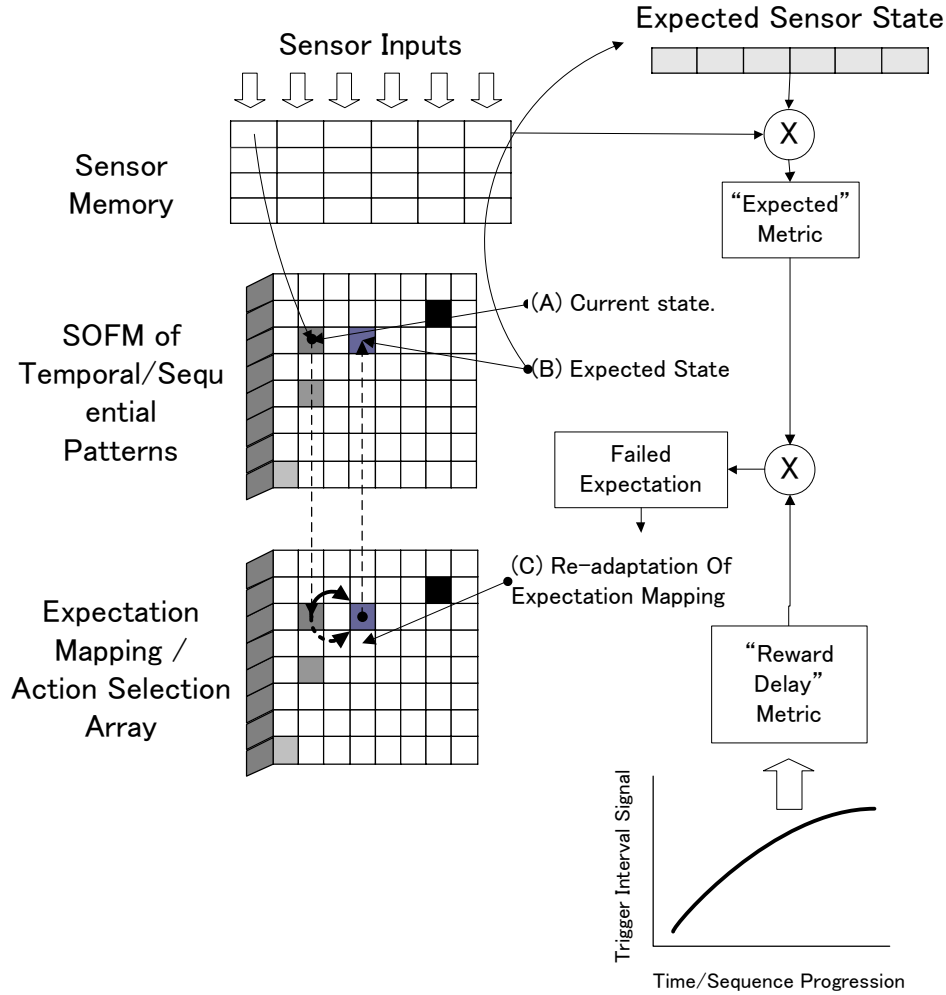 Expected Sensor State
Sensor Inputs
X
Sensor
Memory
“Expected”
Metric
(A) Current state.
SOFM of
Temporal/Sequ
ential
Patterns
(B) Expected State
Failed
Expectation
X
(C) Re-adaptation Of
Expectation Mapping
Expectation
Mapping /
Action Selection
Array
“Reward
Delay”
Metric
Trigger Interval Signal
Time/Sequence Progression